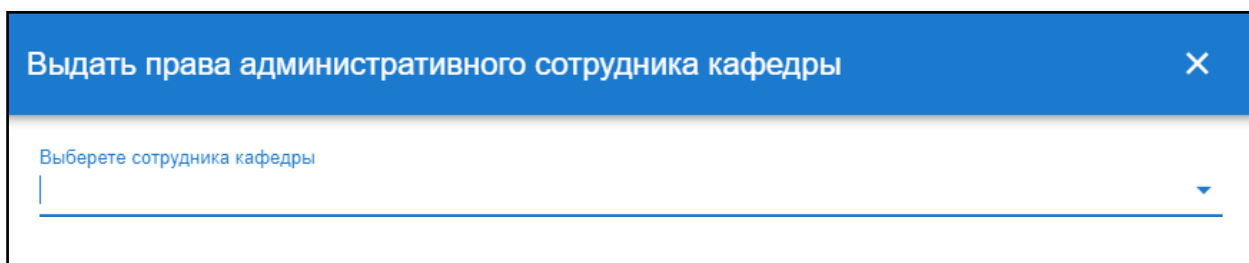 Выдать права административного сотрудника кафедры
Выберете сотрудника кафедры